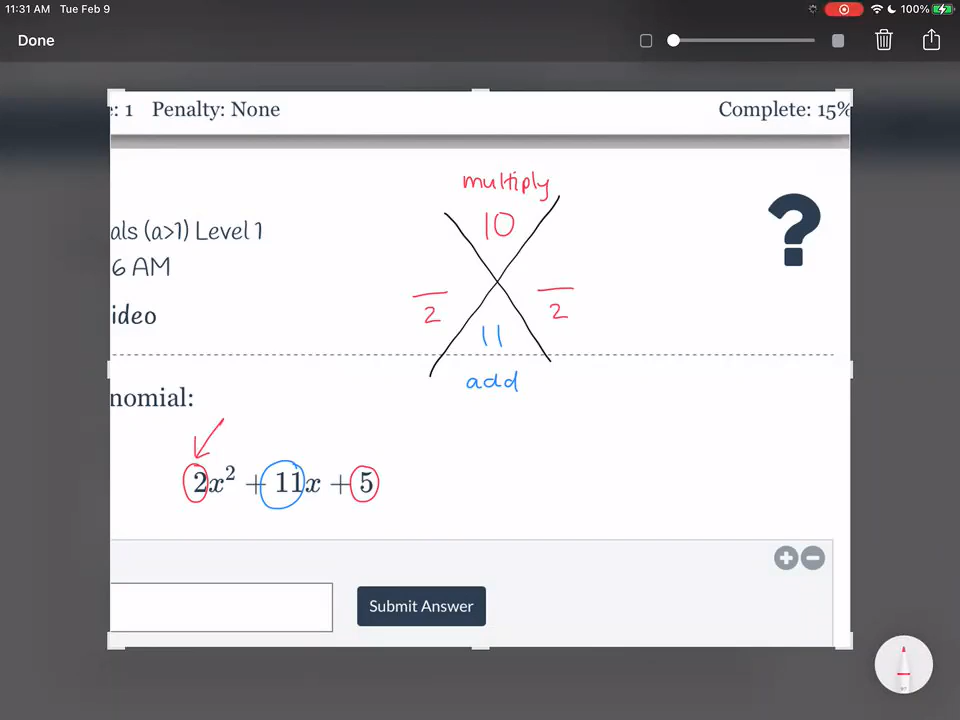 11:31 AM Tue Feb 9
100%
Done
: 1 Penalty: None
Complete: 15%
multiply
10
als (a>1) Level 1
6 AM
2
2
ideo
11
add
nomial:
2x² + 11x + 5
Submit Answer